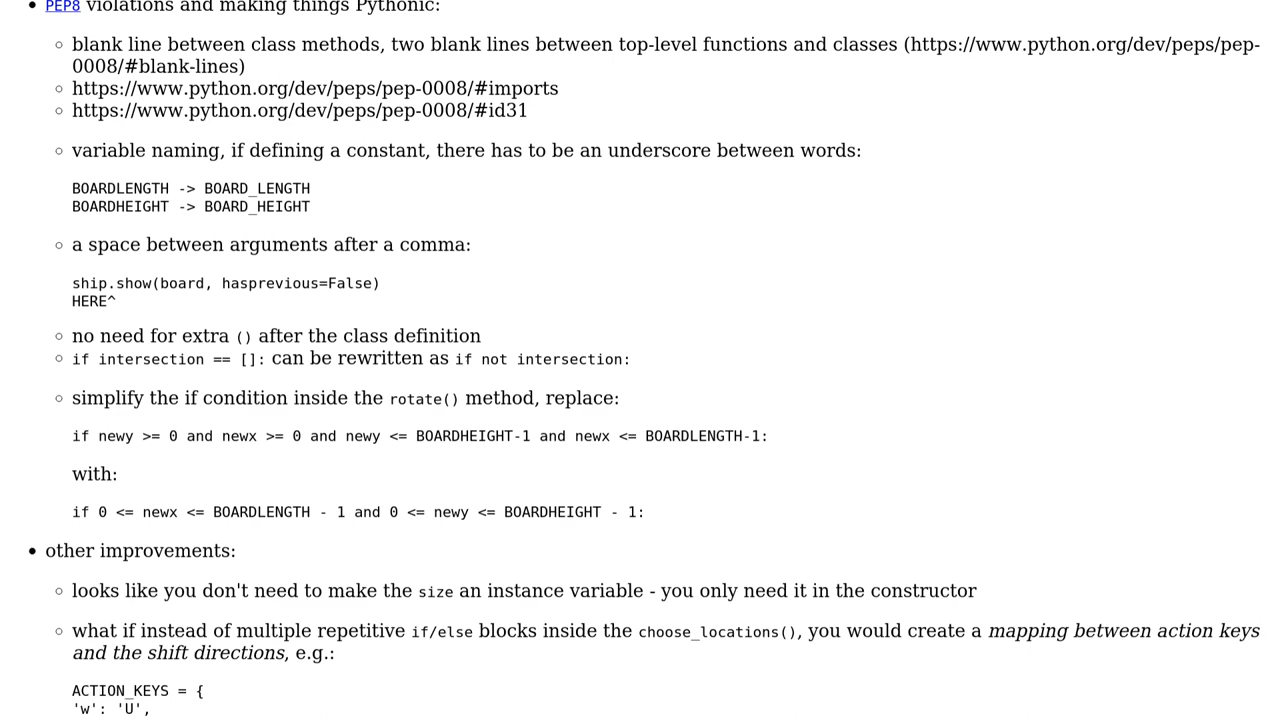 PEP8 violations and making things Pythonic:
blank line between class methods, two blank lines between top-level functions and classes (https://www.python.org/dev/peps/pep-
0008/#blank-lines)
https://www.python.org/dev/peps/pep-0008/#imports
https://www.python.org/dev/peps/pep-0008/#id31
variable naming, if defining a constant, there has to be an underscore between words:
BOARDLENGTH -> BOARD_LENGTH
BOARDHEIGHT -> BOARD_HEIGHT
a space between arguments after a comma:
ship.show(board, hasprevious=False)
HERE^
no need for extra () after the class definition
if intersection == []: can be rewritten as if not intersection:
simplify the if condition inside the rotate() method, replace:
if newy >= 0 and newx >= 0 and newy <= BOARDHEIGHT-1 and newx <= BOARDLENGTH-1:
with:
if 0 <= newx <= BOARDLENGTH - 1 and 0 <= newy <= BOARDHEIGHT - 1:
other improvements:
looks like you don't need to make the size an instance variable - you only need it in the constructor
what if instead of multiple repetitive if/else blocks inside the choose_locations(), you would create a mapping between action keys
and the shift directions, e.g.:
ACTION_KEYS = {
'w': 'U',